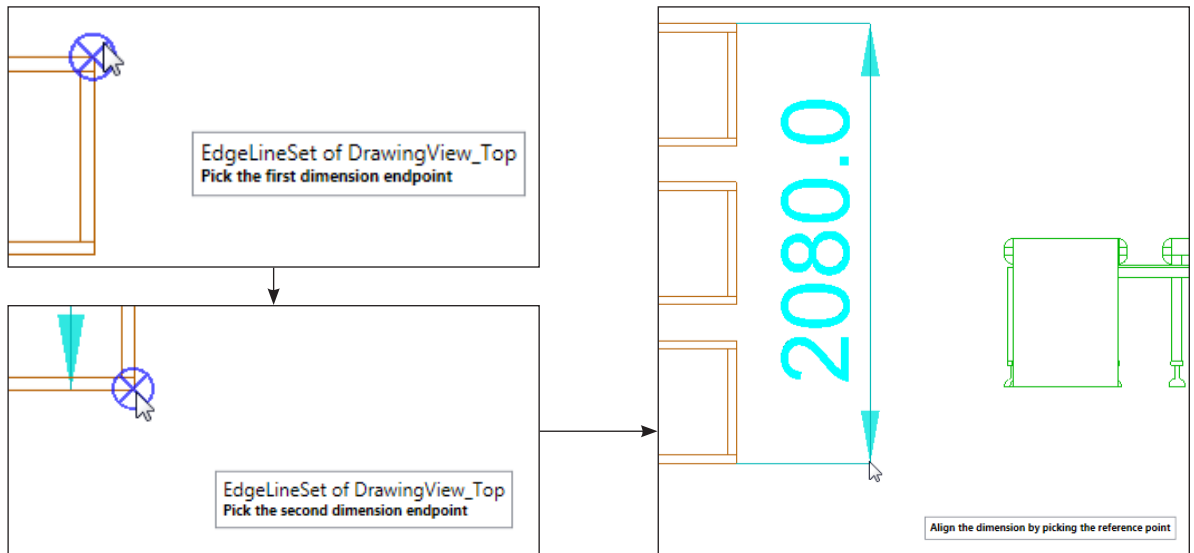 EdgeLineSet of DrawingView_Top
Pick the first dimension endpoint
EdgeLineSet of DrawingView_Top
Pick the second dimension endpoint
2080.0
Align the dimension by picking the reference point